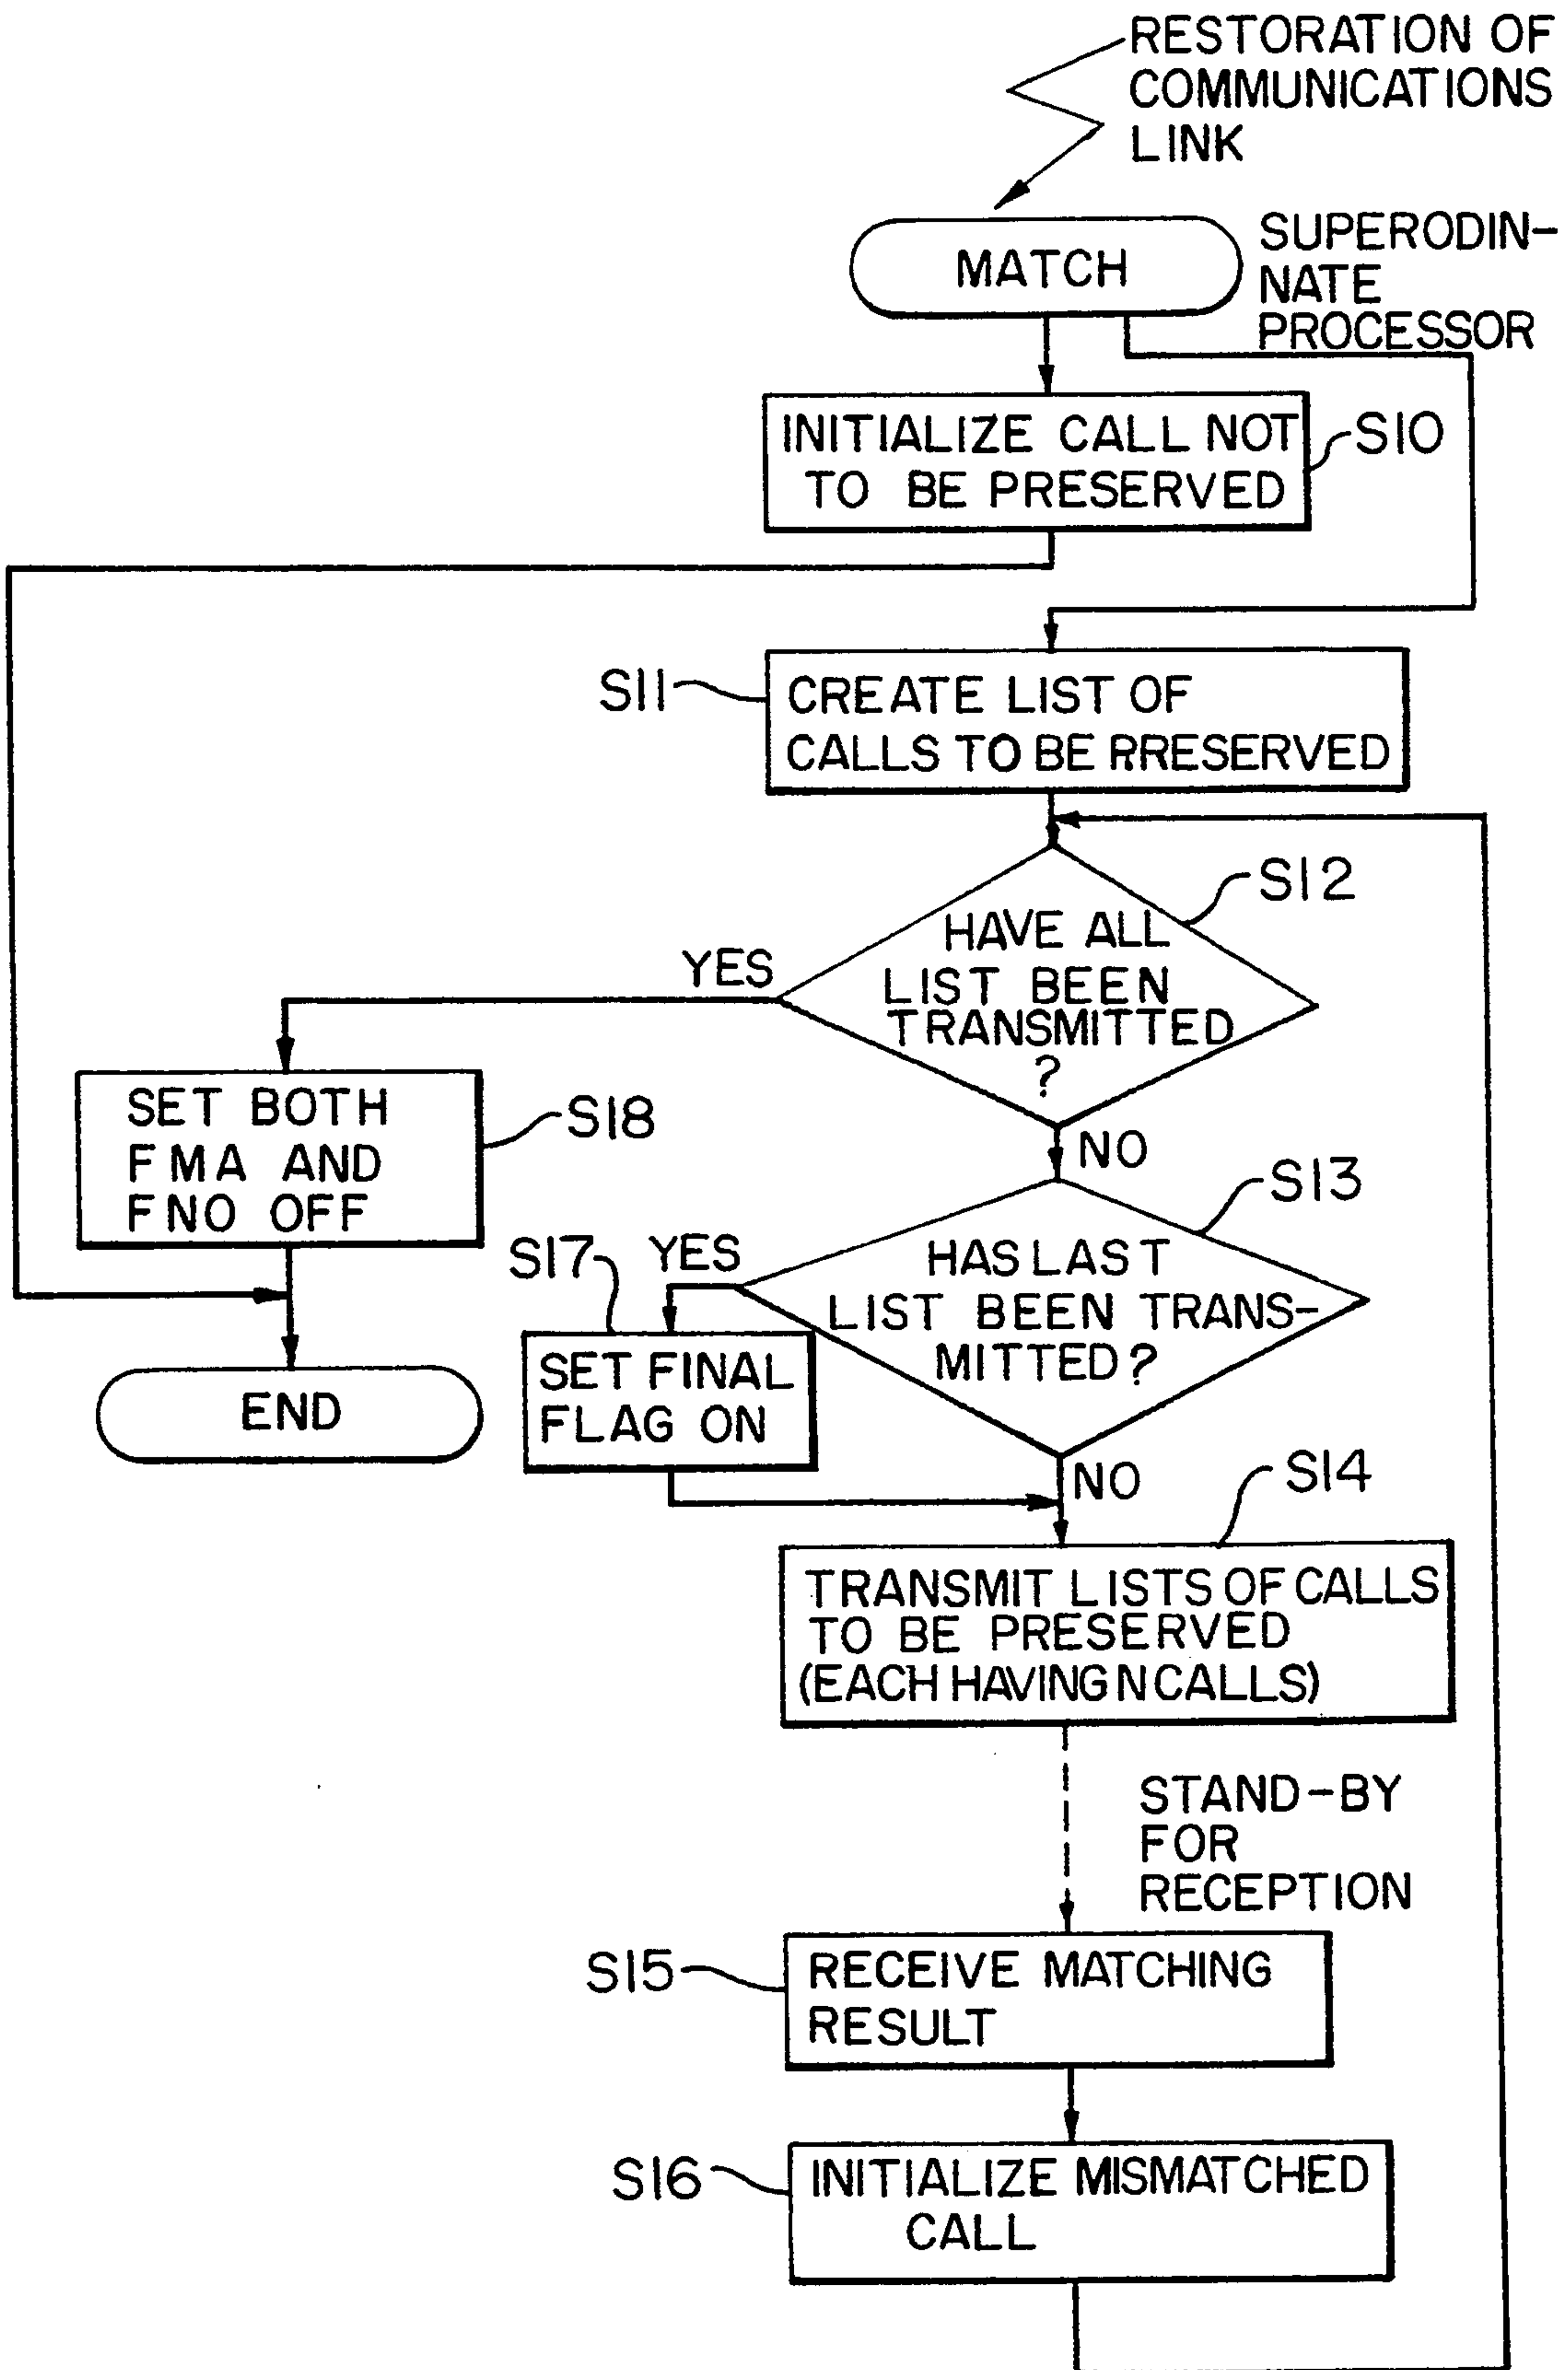 RESTORATION OF
COMMUNICATIONS
LINK
MATCH
SUPERODIN-
NATE
PROCESSOR
INITIALIZE CALL NOT
TO BE PRESERVED
S10
S11
CREATE LIST OF
CALLS TO BE RRESERVED
S12
HAVE ALL
LIST BEEN
TRANSMITTED
?
YES
NO
SET BOTH
FMA AND
FNO OFF
S18
S13
HAS LAST
LIST BEEN TRANS-
MITTED?
S17
YES
SET FINAL
FLAG ON
END
NO
S14
TRANSMIT LISTS OF CALLS
TO BE PRESERVED
(EACH HAVING N CALLS)
STAND-BY
FOR
RECEPTION
S15
RECEIVE MATCHING
RESULT
S16
INITIALIZE MISMATCHED
CALL